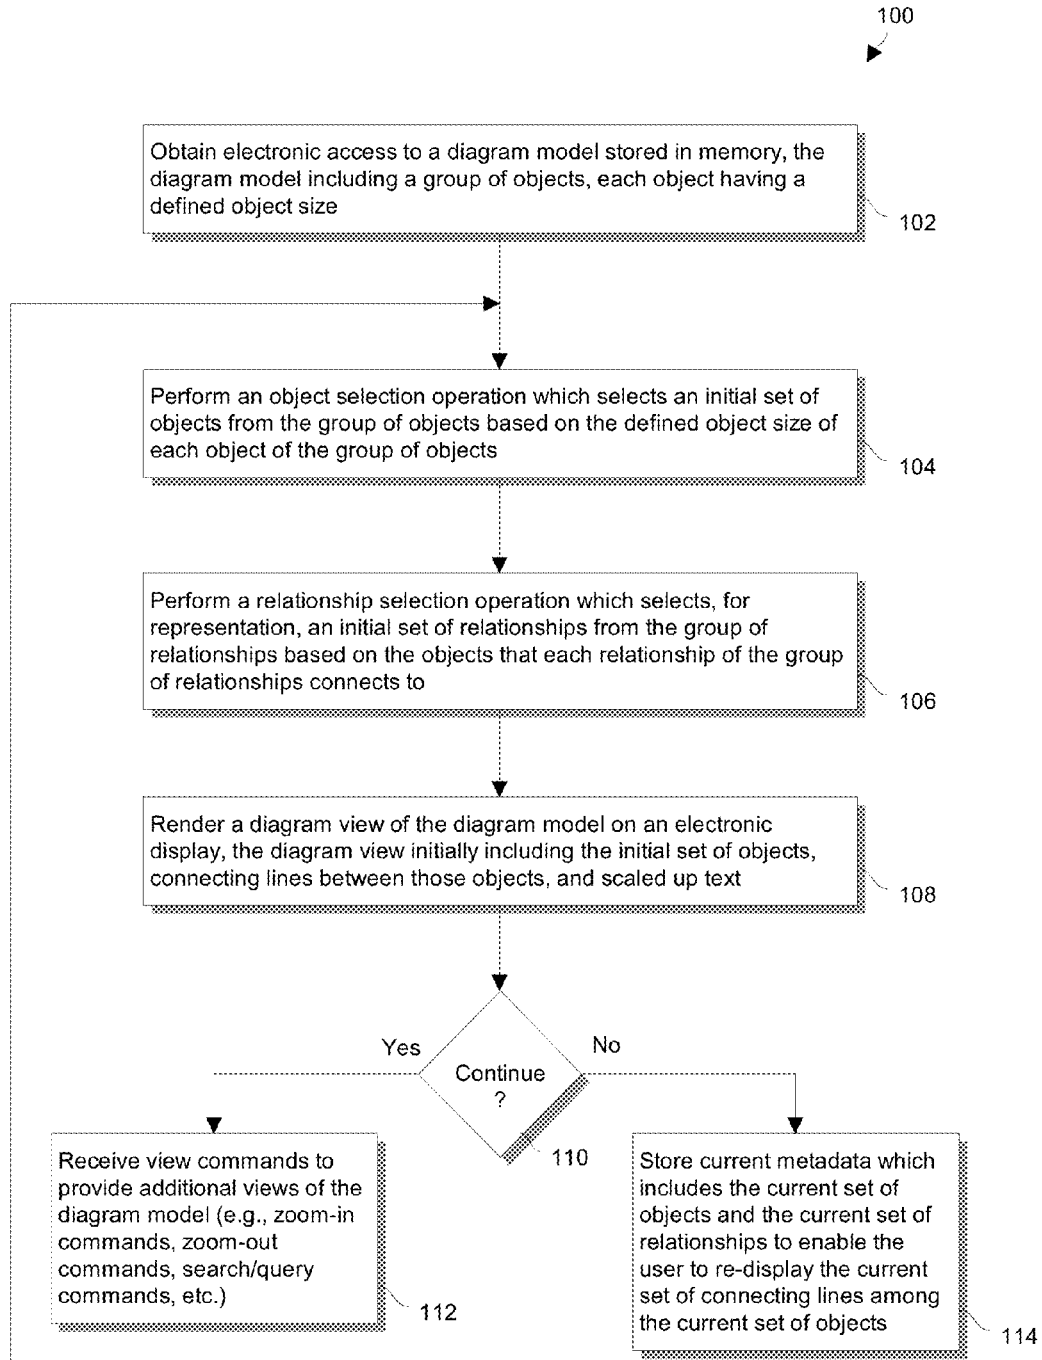 100
Obtain electronic access to a diagram model stored in memory, the
diagram model including a group of objects, each object having a
defined object size
102
Perform an object selection operation which selects an initial set of
objects from the group of objects based on the defined object size of
each object of the group of objects
104
Perform a relationship selection operation which selects, for
representation, an initial set of relationships from the group of
relationships based on the objects that each relationship of the group
of relationships connects to
106
Render a diagram view of the diagram model on an electronic
display, the diagram view initially including the initial set of objects,
connecting lines between those objects, and scaled up text
108
Yes
No
Continue
?
110
Receive view commands to
provide additional views of the
diagram model (e.g., zoom-in
commands, zoom-out
commands, search/query
commands, etc.)
112
Store current metadata which
includes the current set of
objects and the current set of
relationships to enable the
user to re-display the current
set of connecting lines among
the current set of objects
114